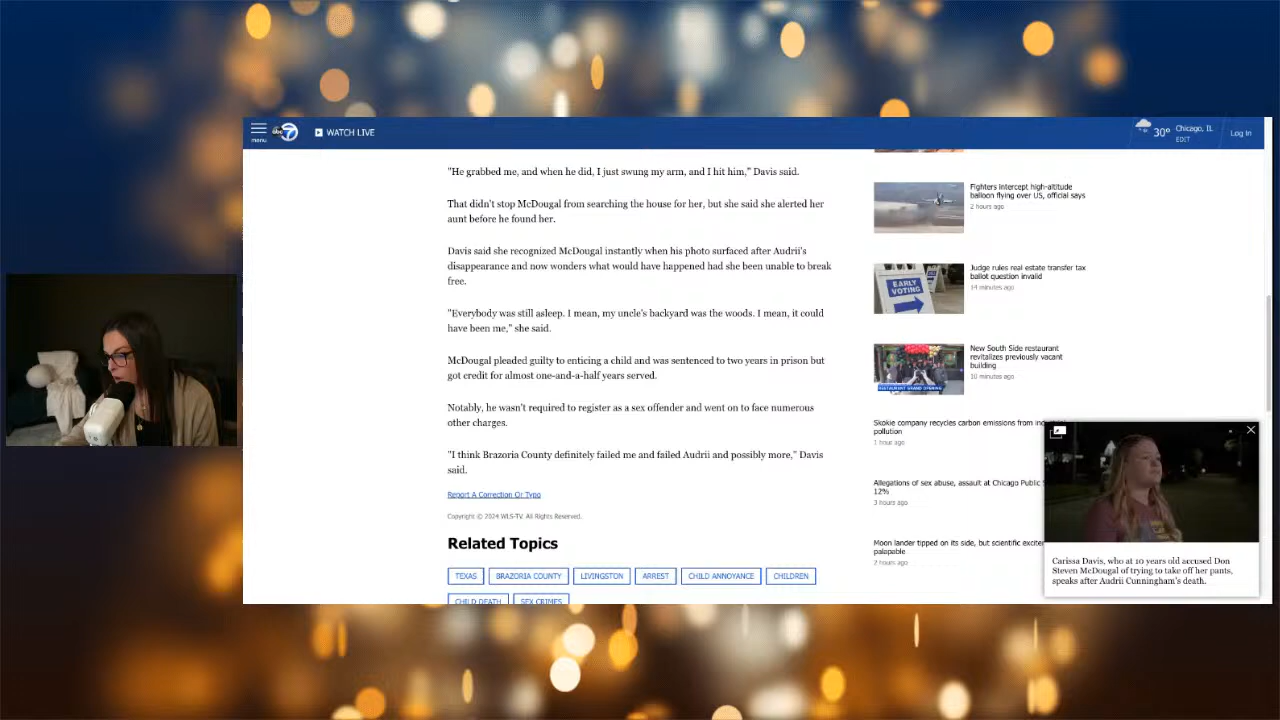 menu
abc 7
WATCH LIVE
30°
Chicago, IL
EDIT
Log In
"He grabbed me, and when he did, I just swung my arm, and I hit him," Davis said.
That didn't stop McDougal from searching the house for her, but she said she alerted her
aunt before he found her.
Davis said she recognized McDougal instantly when his photo surfaced after Audrii's
disappearance and now wonders what would have happened had she been unable to break
free.
"Everybody was still asleep. I mean, my uncle's backyard was the woods. I mean, it could
have been me," she said.
McDougal pleaded guilty to enticing a child and was sentenced to two years in prison but
got credit for almost one-and-a-half years served.
Notably, he wasn't required to register as a sex offender and went on to face numerous
other charges.
"I think Brazoria County definitely failed me and failed Audrii and possibly more," Davis
said.
Report A Correction Or Typo
Copyright © 2024 WLS-TV. All Rights Reserved.
Related Topics
TEXAS
BRAZORIA COUNTY
LIVINGSTON
ARREST
CHILD ANNOYANCE
CHILDREN
CHILD DEATH
SEX CRIMES
Fighters intercept high-altitude
balloon flying over US, official says
2 hours ago
EARLY
VOTING
Judge rules real estate transfer tax
ballot question invalid
14 minutes ago
RESTAURANT GRAND OPENING
New South Side restaurant
revitalizes previously vacant
building
10 minutes ago
Skokie company recycles carbon emissions from
pollution
1 hour ago
Allegations of sex abuse, assault at Chicago Public
12%
3 hours ago
Moon lander tipped on its side, but scientific
palapable
2 hours ago
Carissa Davis, who at 10 years old accused Don
Steven McDougal of trying to take off her pants,
speaks after Audrii Cunningham's death.